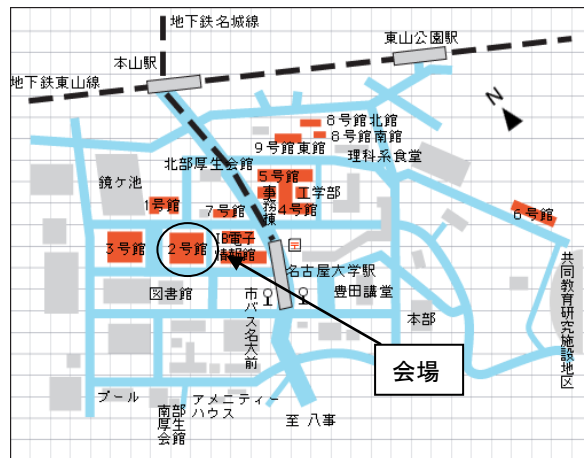 地下鉄名城線
東山公園駅
本山駅
地下鉄東山線
N
8号館北館
8号館南館
9号館東館
北部厚生会館
理科系食堂
鏡ケ池
5号館
事務棟
工学部
1号館
7号館
4号館
6号館
3号館
2号館
IB電子
情報館
〒
名古屋大学駅
図書館
市バス名大前
豊田講堂
本部
共同教育研究施設地区
会場
プール
アメニティー
ハウス
南部
厚生
会館
至 八事